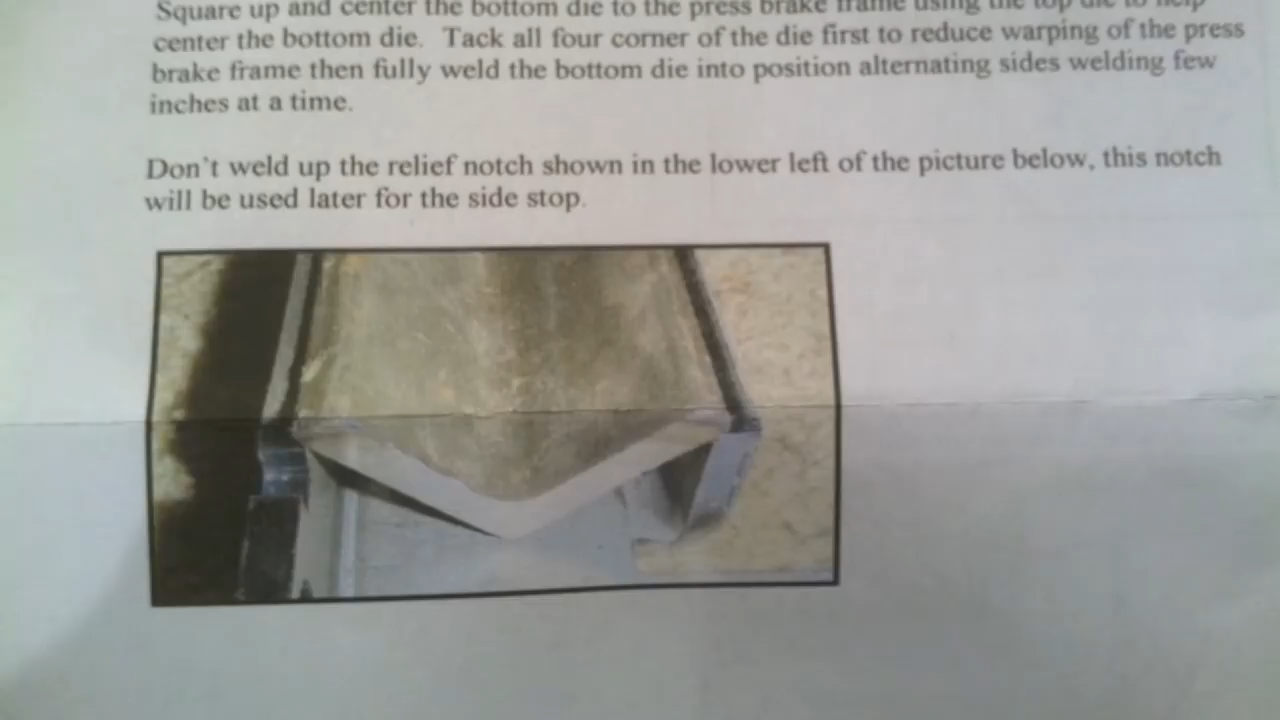 Square up and center the bottom die to the press brake frame using the top die to help
center the bottom die. Tack all four corner of the die first to reduce warping of the press
brake frame then fully weld the bottom die into position alternating sides welding few
inches at a time.
Don't weld up the relief notch shown in the lower left of the picture below, this notch
will be used later for the side stop.